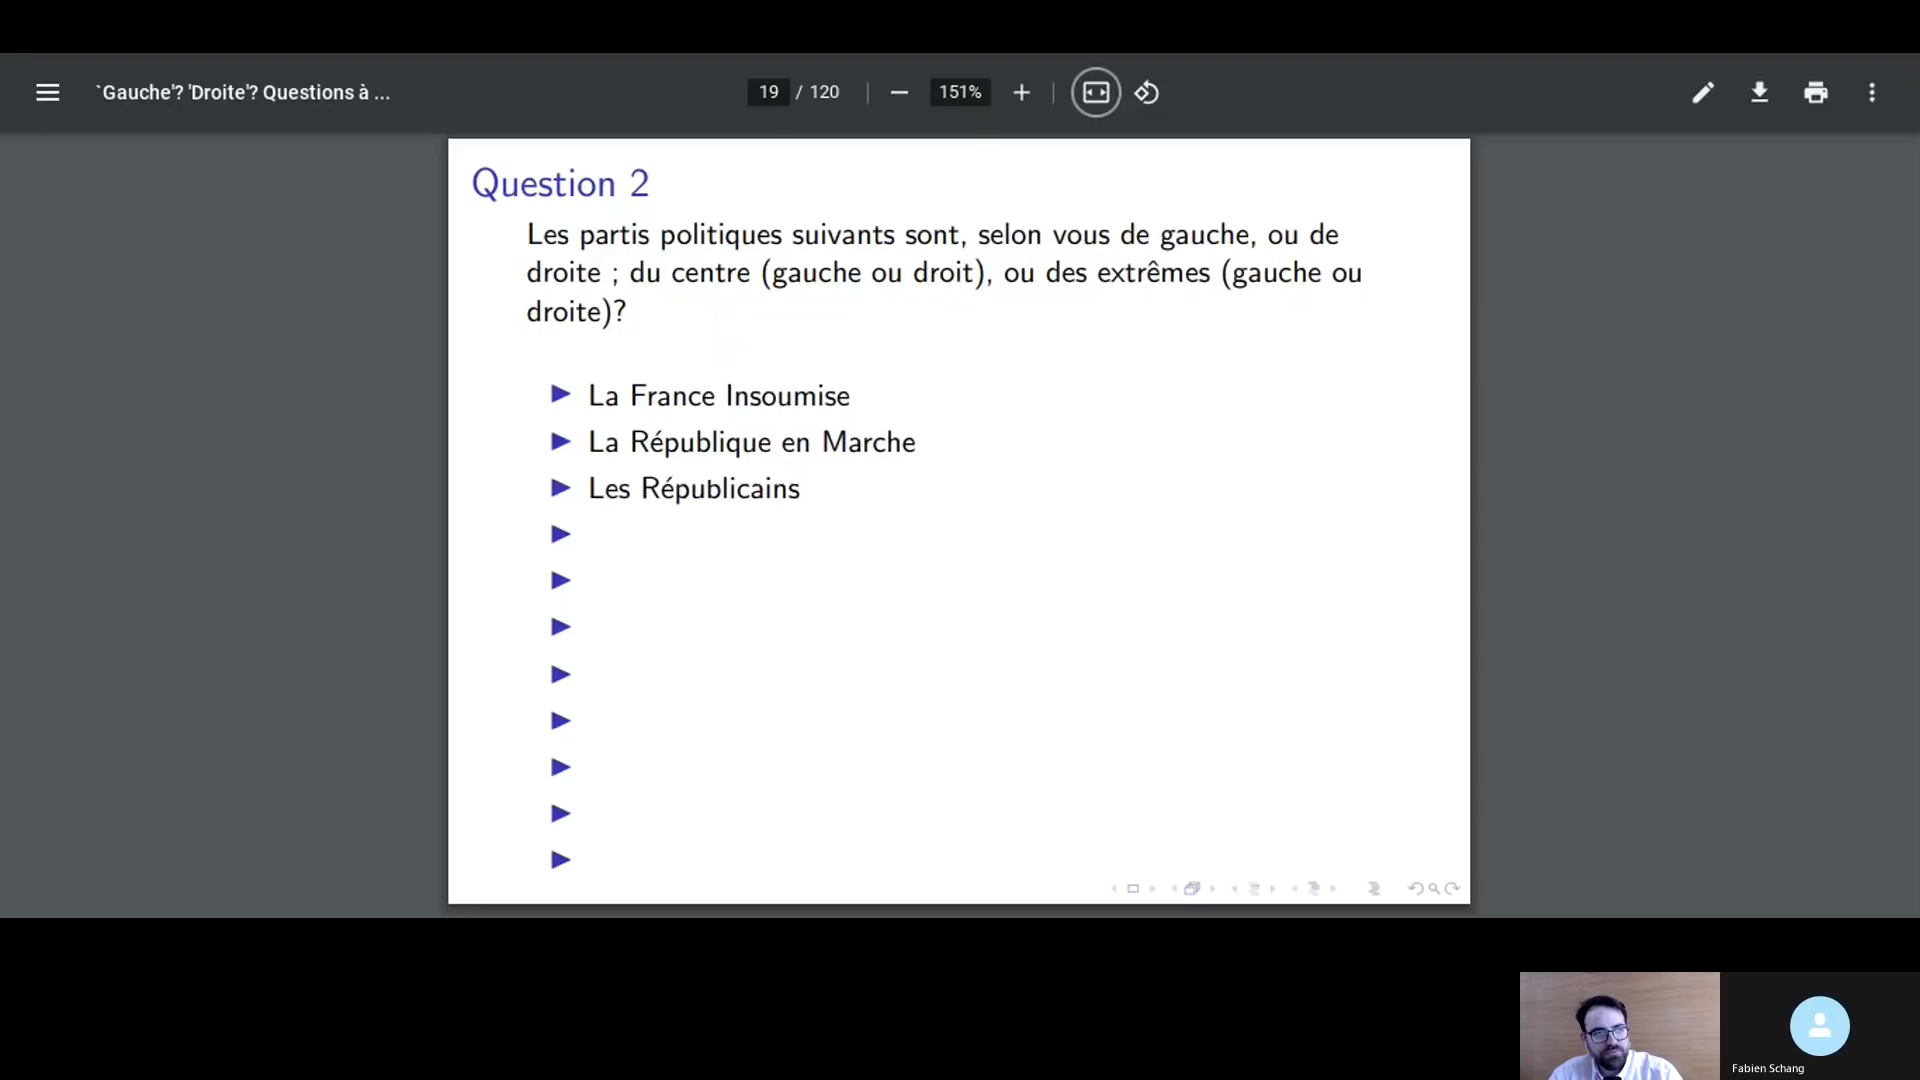 `Gauche'? 'Droite'? Questions à ...
19 / 120
151%
Question 2
Les partis politiques suivants sont, selon vous de gauche, ou de
droite ; du centre (gauche ou droit), ou des extrêmes (gauche ou
droite)?
La France Insoumise
La République en Marche
Les Républicains
Fabien Schang